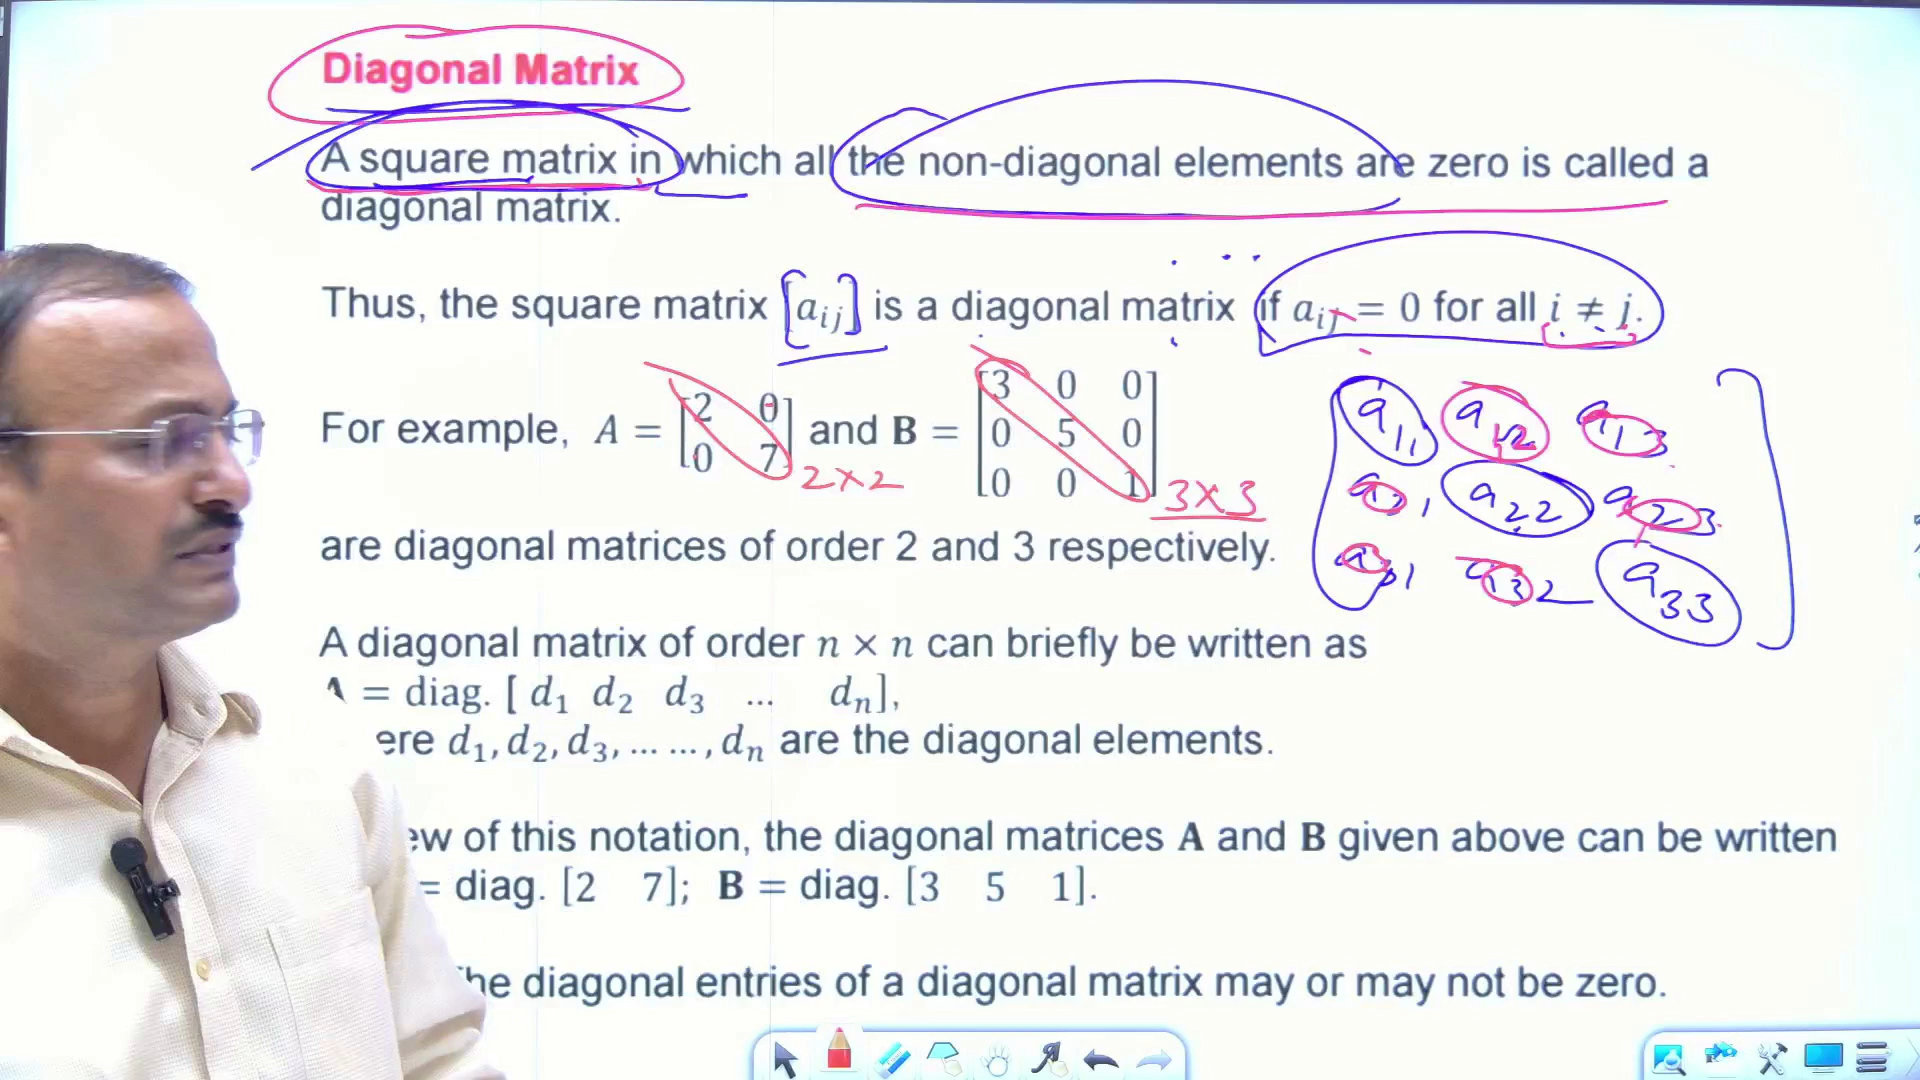 Diagonal Matrix
A square matrix in which all the non-diagonal elements are zero is called a
diagonal matrix.
Thus, the square matrix [aᵢⱼ] is a diagonal matrix if aᵢⱼ = 0 for all i ≠ j.
For example, A = [2 0; 0 7] and B = [3 0 0; 0 5 0; 0 0 1]
2×2
3×3
a₁₁ a₁₂ a₁₃
a₂₁ a₂₂ a₂₃
a₃₁ a₃₂ a₃₃
are diagonal matrices of order 2 and 3 respectively.
A diagonal matrix of order n × n can briefly be written as
= diag. [ d₁ d₂ d₃ ... dₙ],
ere d₁, d₂, d₃, ... ..., dₙ are the diagonal elements.
ew of this notation, the diagonal matrices A and B given above can be written
= diag. [2 7]; B = diag. [3 5 1].
he diagonal entries of a diagonal matrix may or may not be zero.